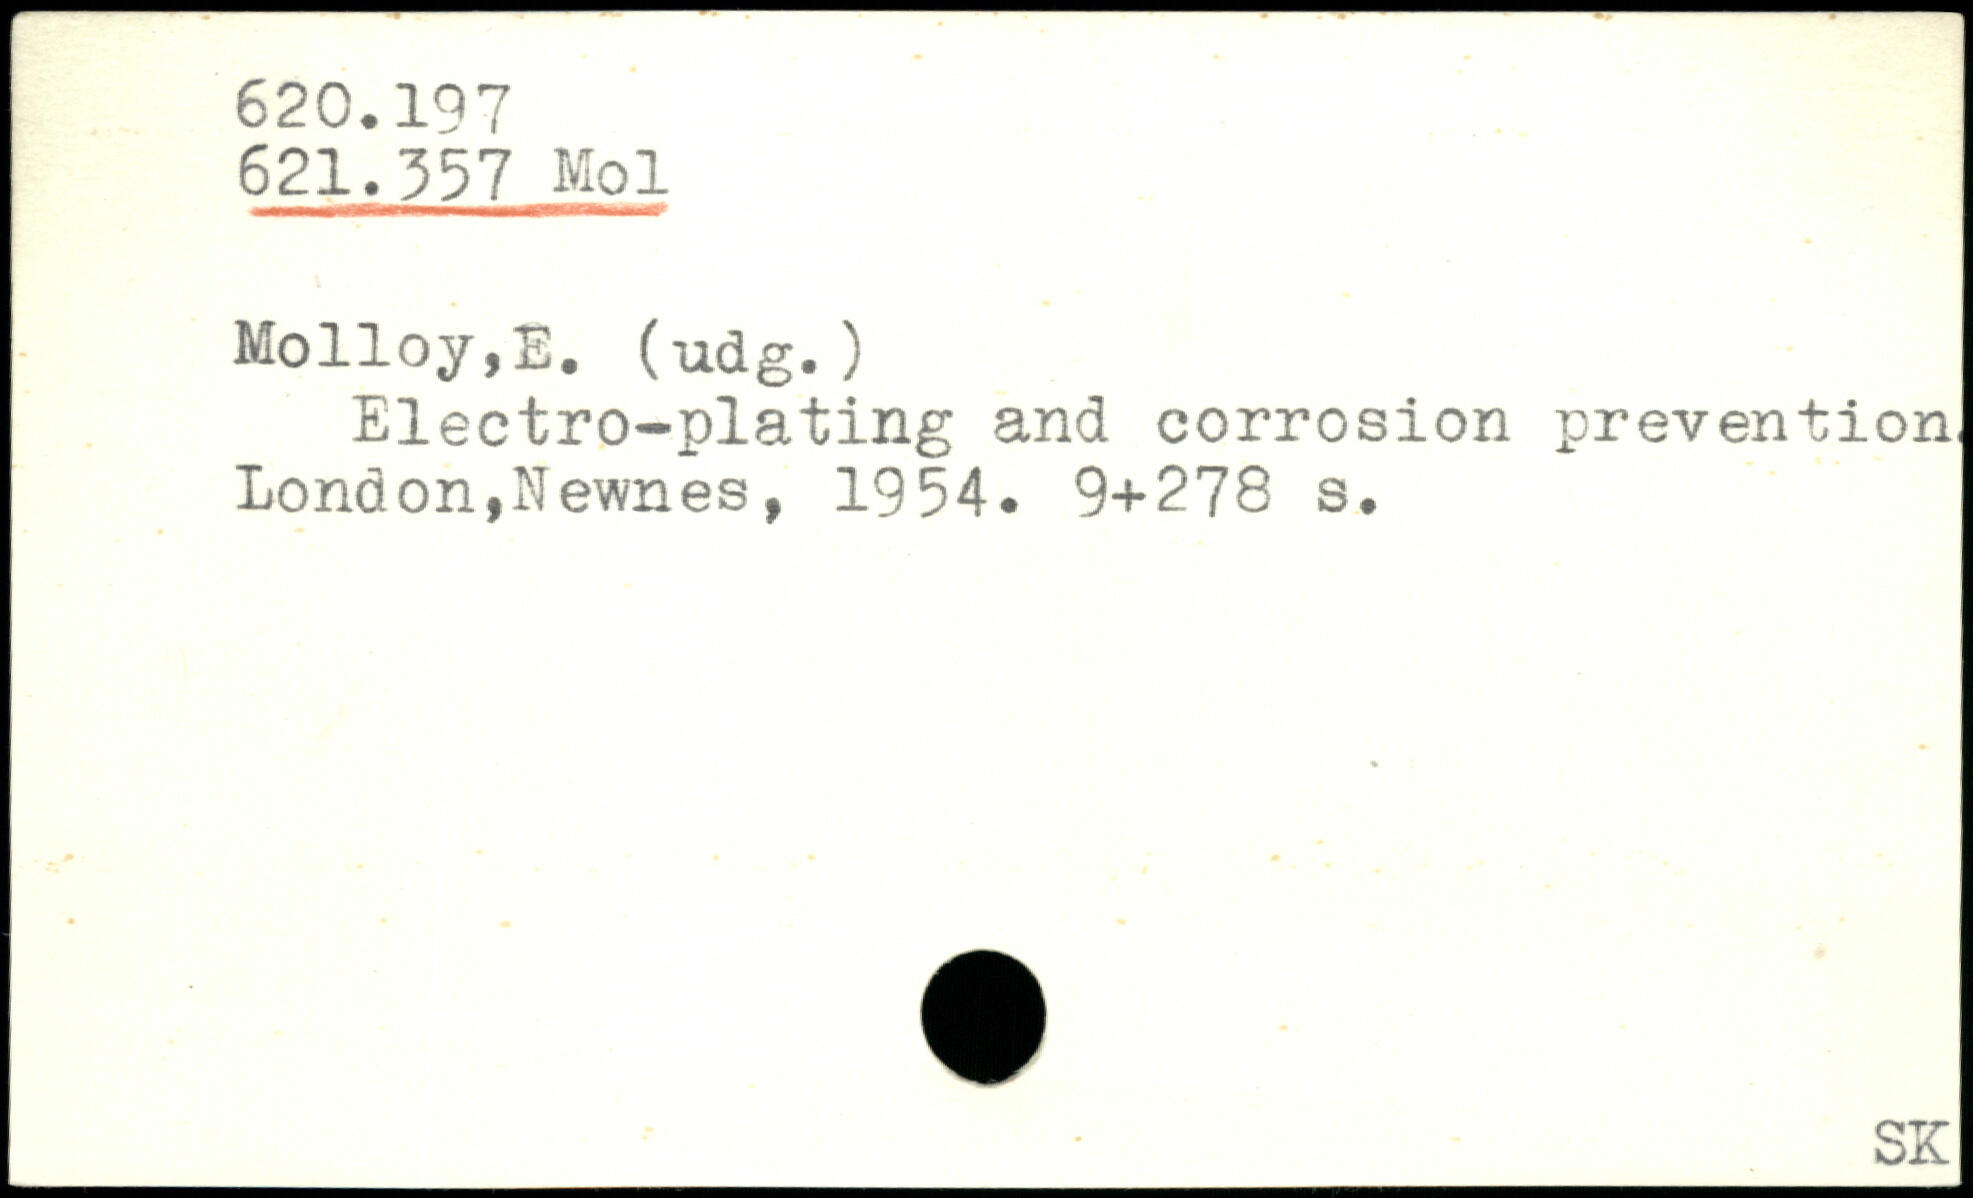 620.197
621.357 Mol
Molloy,E. (udg.)
Electro-plating and corrosion prevention.
London,Newnes, 1954. 9+278 s.
SK